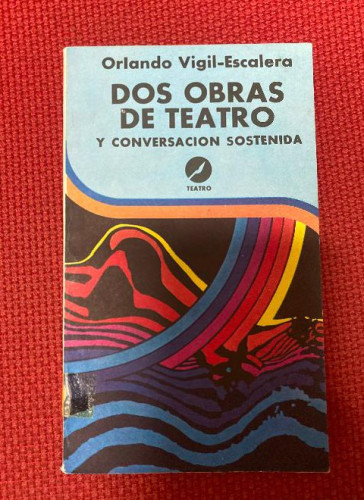 Orlando Vigil-Escalera
DOS OBRAS
DE TEATRO
Y CONVERSACION SOSTENIDA
TEATRO